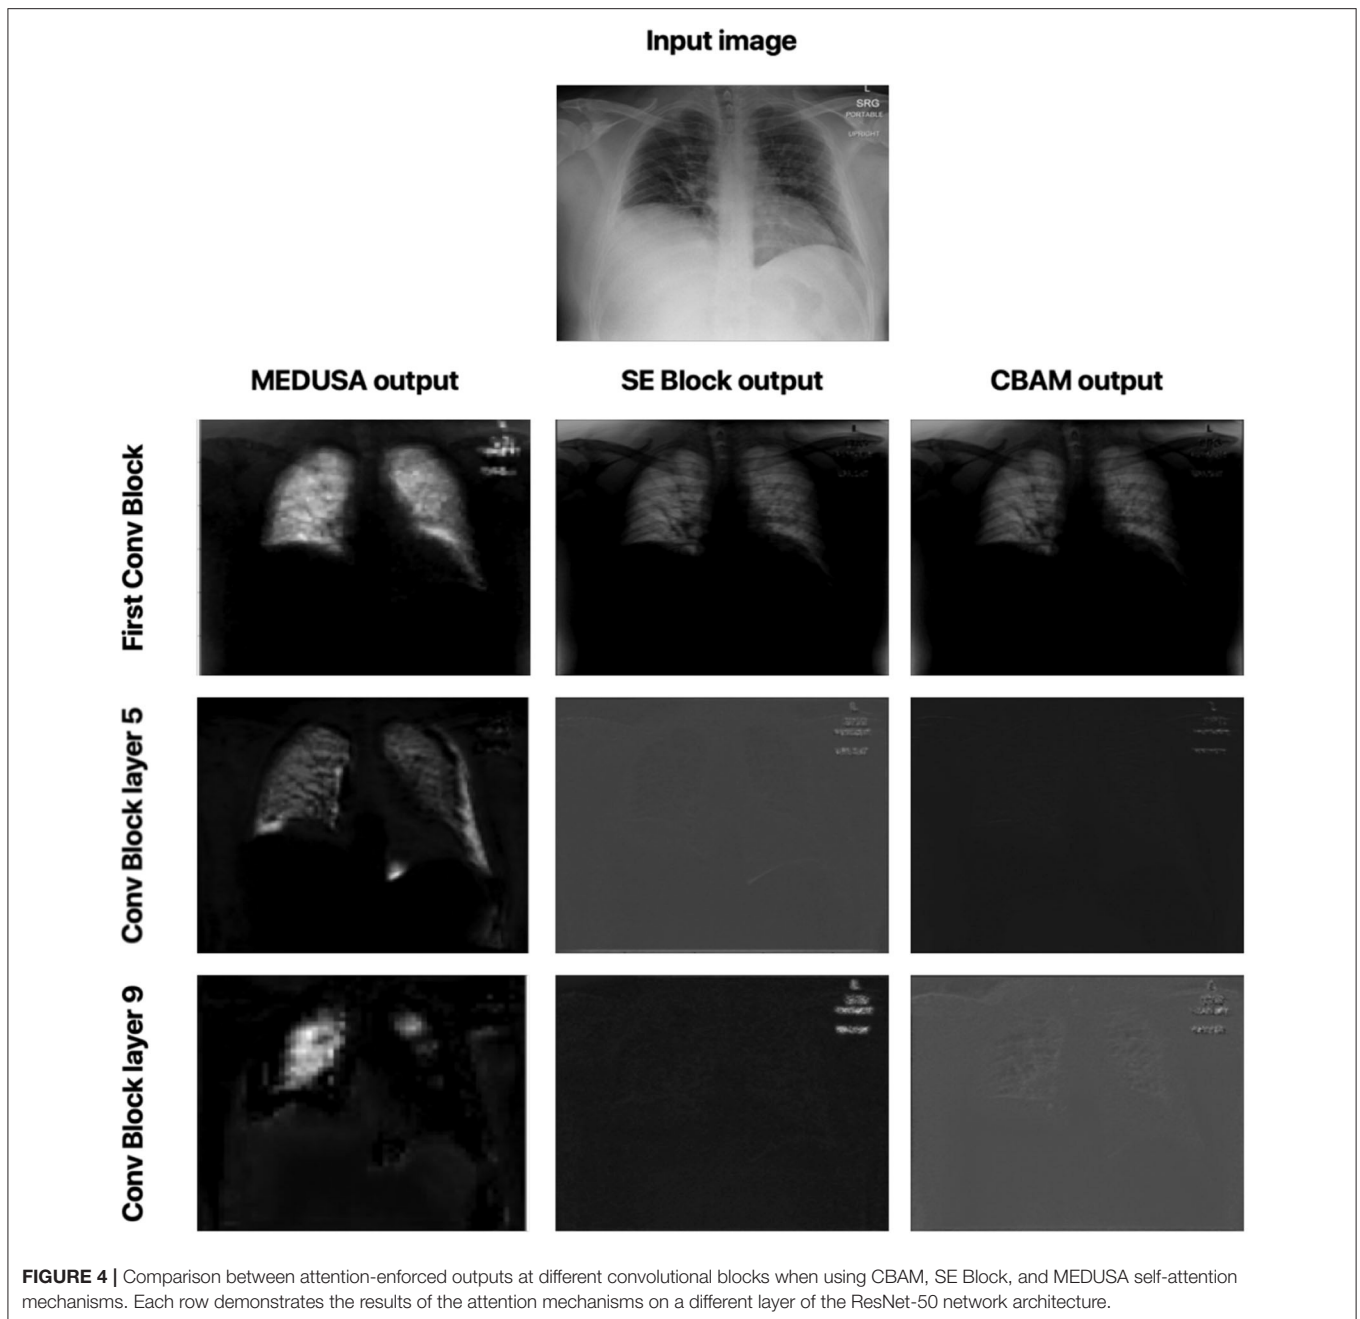 Input image
L
SRG
PORTABLE
UPRIGHT
MEDUSA output
SE Block output
CBAM output
First Conv Block
Conv Block layer 5
Conv Block layer 9
FIGURE 4 | Comparison between attention-enforced outputs at different convolutional blocks when using CBAM, SE Block, and MEDUSA self-attention
mechanisms. Each row demonstrates the results of the attention mechanisms on a different layer of the ResNet-50 network architecture.